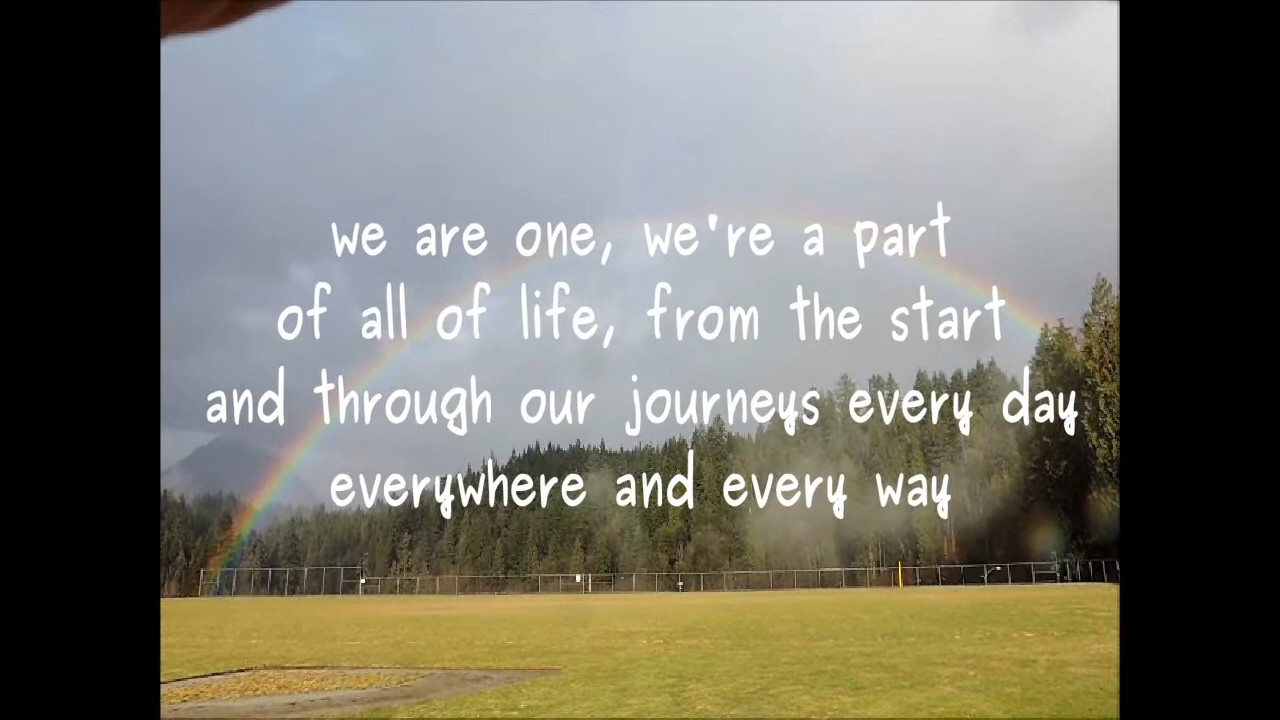 we are one, we're a part
of all of life, from the start
and through our journeys every day
everywhere and every way